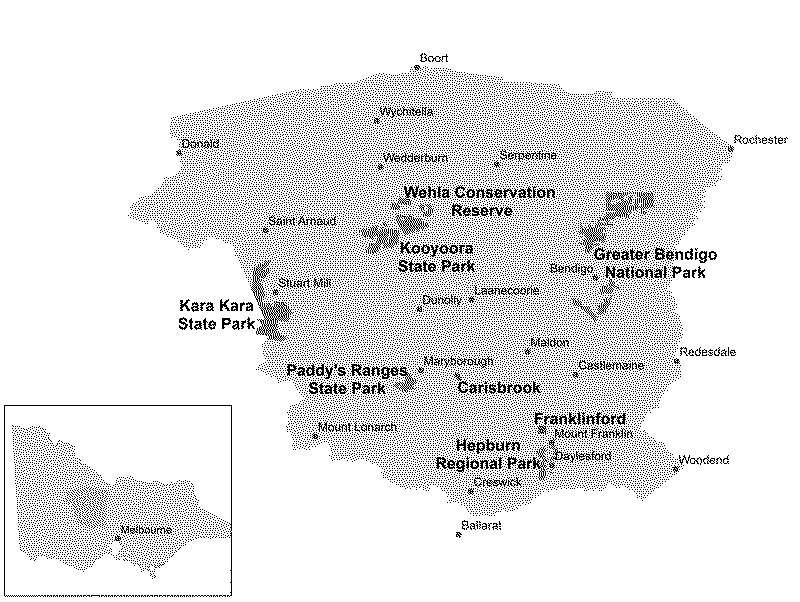 Boort
Wychitella
Donald
Rochester
Wedderburn
Serpentine
Wehla Conservation
Reserve
Saint Arnaud
Kooyoora
State Park
Greater Bendigo
National Park
Bendigo
Stuart Mill
Laanecoorie
Dunolly
Kara Kara
State Park
Maldon
Redesdale
Maryborough
Castlemaine
Paddy's Ranges
State Park
Carisbrook
Franklinford
Mount Lonarch
Mount Franklin
Hepburn
Regional Park
Daylesford
Woodend
Creswick
Ballarat
Melbourne